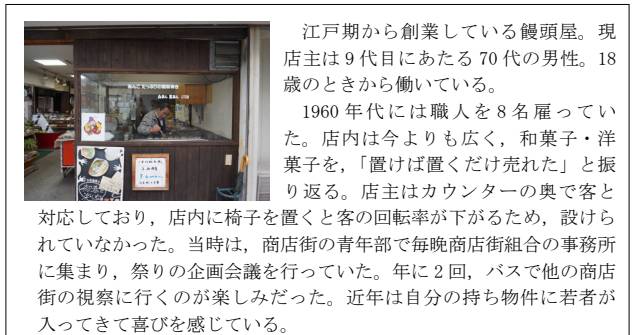 江戸期から創業している饅頭屋。現
店主は9代目にあたる70代の男性。18
歳のときから働いている。
1960年代には職人を8名雇ってい
た。店内は今よりも広く，和菓子・洋
菓子を，「置けば置くだけ売れた」と振
り返る。店主はカウンターの奥で客と
対応しており，店内に椅子を置くと客の回転率が下がるため，設けら
れていなかった。当時は，商店街の青年部で毎晩商店街組合の事務所
に集まり，祭りの企画会議を行っていた。年に2回，バスで他の商店
街の視察に行くのが楽しみだった。近年は自分の持ち物件に若者が
入ってきて喜びを感じている。